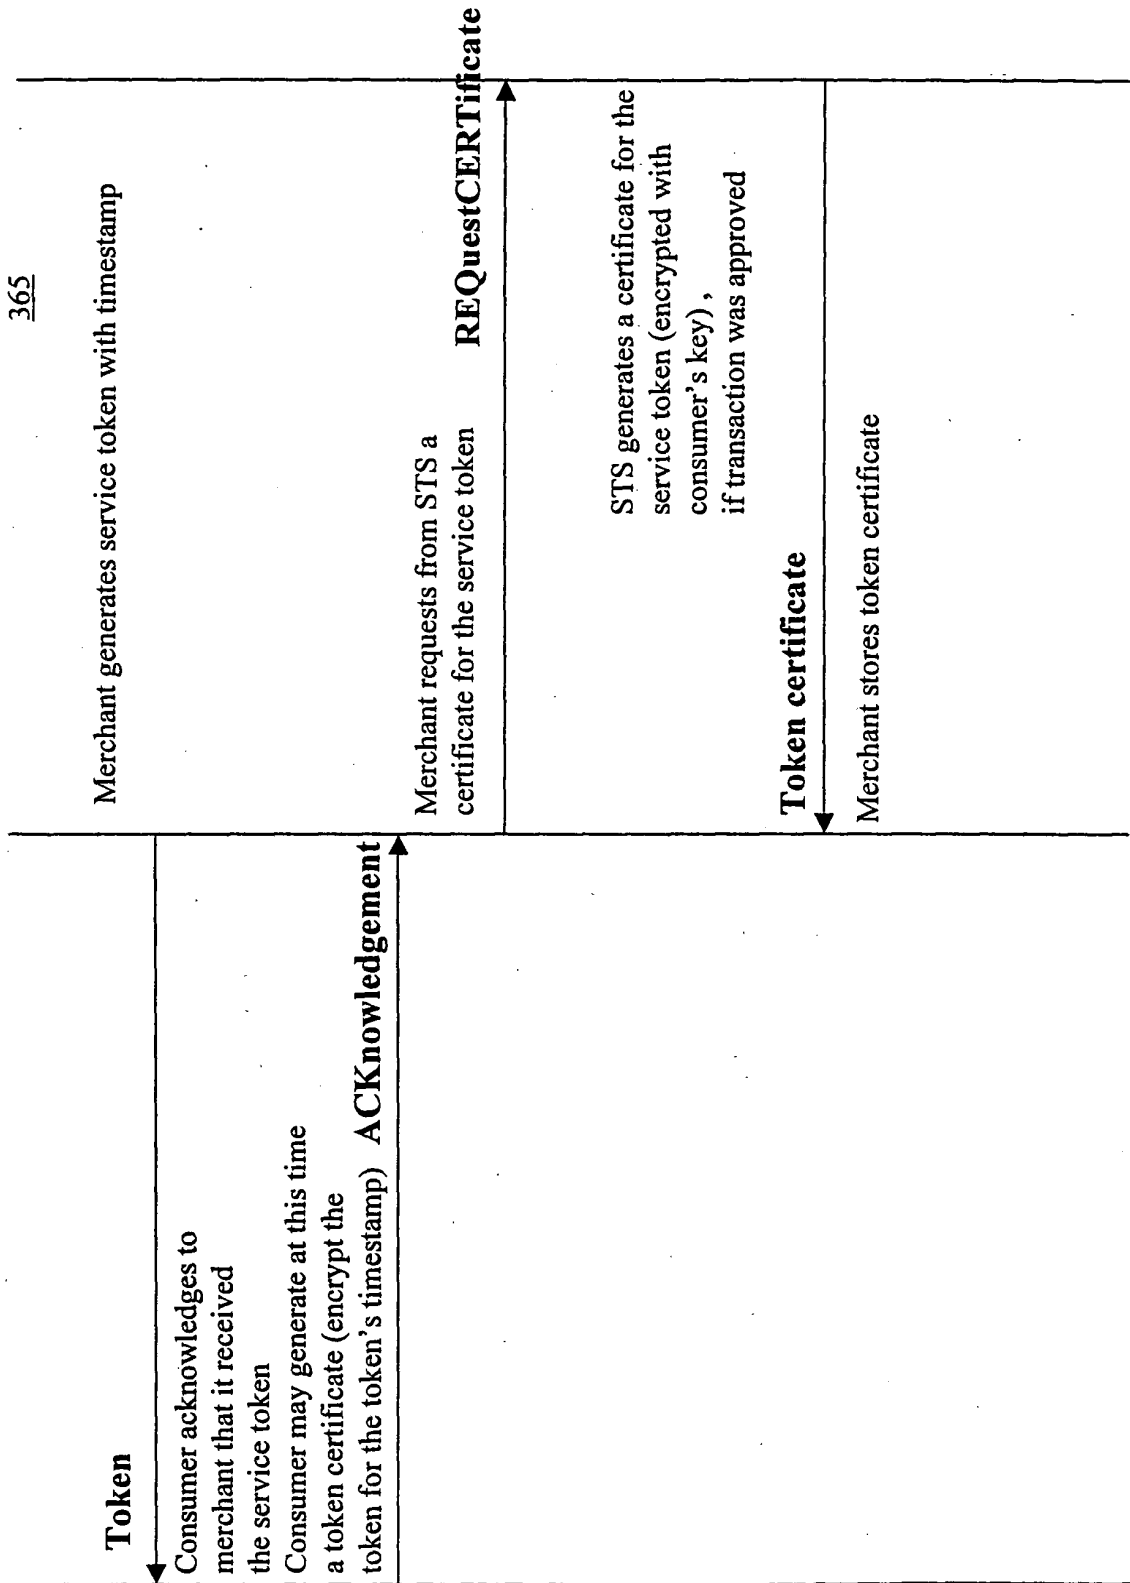 365
Merchant generates service token with timestamp
Token
Consumer acknowledges to
merchant that it received
the service token
Consumer may generate at this time
a token certificate (encrypt the
token for the token's timestamp)
ACKnowledgement
Merchant requests from STS a
certificate for the service token
REQuestCERTificate
STS generates a certificate for the
service token (encrypted with
consumer's key) ,
if transaction was approved
Token certificate
Merchant stores token certificate